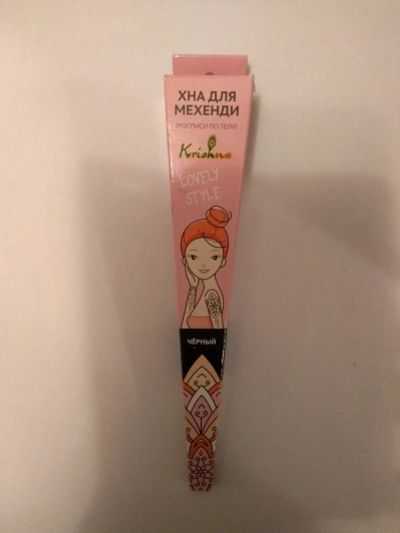 ХНА ДЛЯ
МЕХЕНДИ
(РОСПИСИ ПО ТЕЛУ)
Krishna
LOVELY
STYLE
ЧЁРНЫЙ